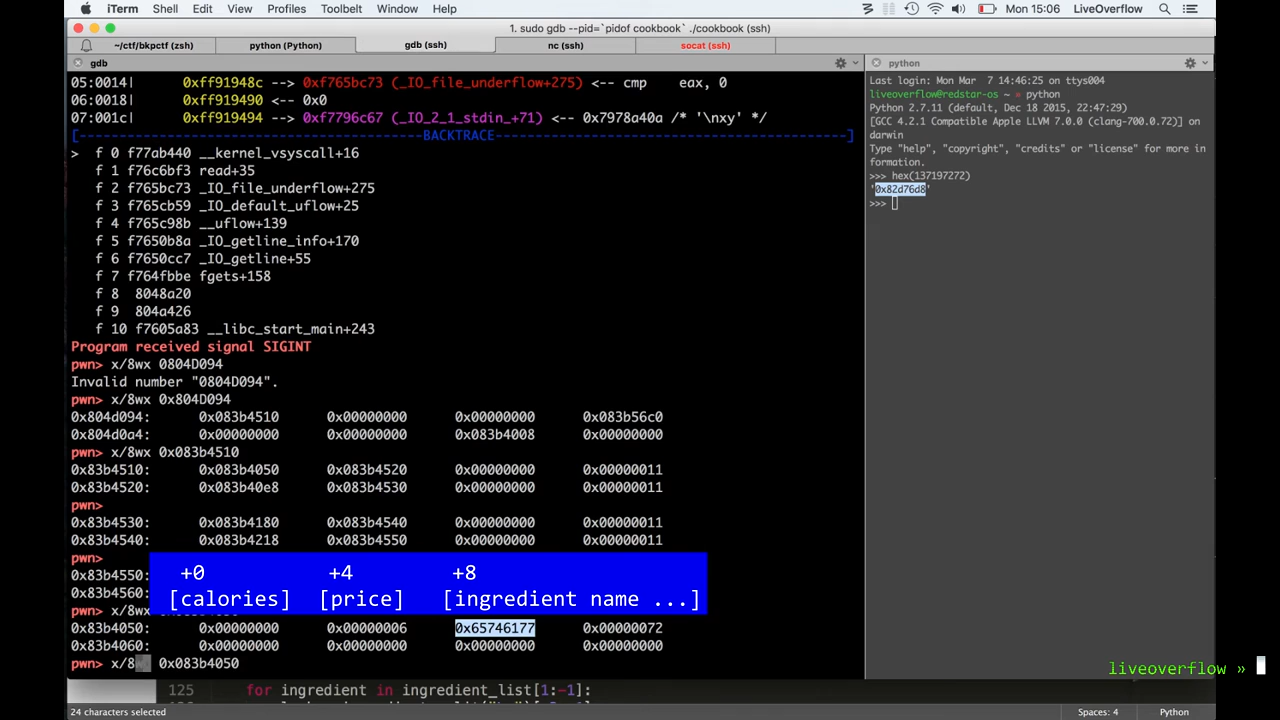 iTerm Shell Edit View Profiles Toolbelt Window Help Mon 15:06 LiveOverflow
1. sudo gdb --pid=`pidof cookbook` ./cookbook (ssh)
~/ctf/bkpctf (zsh) python (Python) gdb (ssh) nc (ssh) socat (ssh)
gdb
05:0014| 0xff91948c --> 0xf765bc73 (_IO_file_underflow+275) <-- cmp eax, 0
06:0018| 0xff919490 <-- 0x0
07:001c| 0xff919494 --> 0xf7796c67 (_IO_2_1_stdin_+71) <-- 0x7978a40a /* '\nxy' */
[------------------------------------BACKTRACE------------------------------------]
> f 0 f77ab440 __kernel_vsyscall+16
f 1 f76c6bf3 read+35
f 2 f765bc73 _IO_file_underflow+275
f 3 f765cb59 _IO_default_uflow+25
f 4 f765c98b __uflow+139
f 5 f7650b8a _IO_getline_info+170
f 6 f7650cc7 _IO_getline+55
f 7 f764fbbe fgets+158
f 8 8048a20
f 9 804a426
f 10 f7605a83 __libc_start_main+243
Program received signal SIGINT
pwn> x/8wx 0804D094
Invalid number "0804D094".
pwn> x/8wx 0x804D094
0x804d094: 0x083b4510 0x00000000 0x00000000 0x083b56c0
0x804d0a4: 0x00000000 0x083b4008 0x00000000
pwn> x/8wx 0x083b4510
0x83b4510: 0x083b4050 0x083b4520 0x00000000 0x00000011
0x83b4520: 0x083b40e8 0x083b4530 0x00000000 0x00000011
pwn>
0x83b4530: 0x083b4180 0x083b4540 0x00000000 0x00000011
0x83b4540: 0x083b4218 0x083b4550 0x00000000 0x00000011
pwn>
0x83b4550:
0x83b4560:
+0 +4 +8
[calories] [price] [ingredient name ...]
pwn> x/8wx
0x83b4050: 0x00000000 0x00000006 0x65746177 0x00000072
0x83b4060: 0x00000000 0x00000000 0x00000000 0x00000000
pwn> x/8w 0x083b4050
125 for ingredient in ingredient_list[1:-1]:
24 characters selected Spaces: 4 Python
python
Last login: Mon Mar 7 14:46:25 on ttys004
liveoverflow@redstar-os ~ python
Python 2.7.11 (default, Dec 18 2015, 22:47:29)
[GCC 4.2.1 Compatible Apple LLVM 7.0.0 (clang-700.0.72)] on
darwin
Type "help", "copyright", "credits" or "license" for more in
formation.
>>> hex(137197272)
'0x82d76d8'
>>>
liveoverflow »